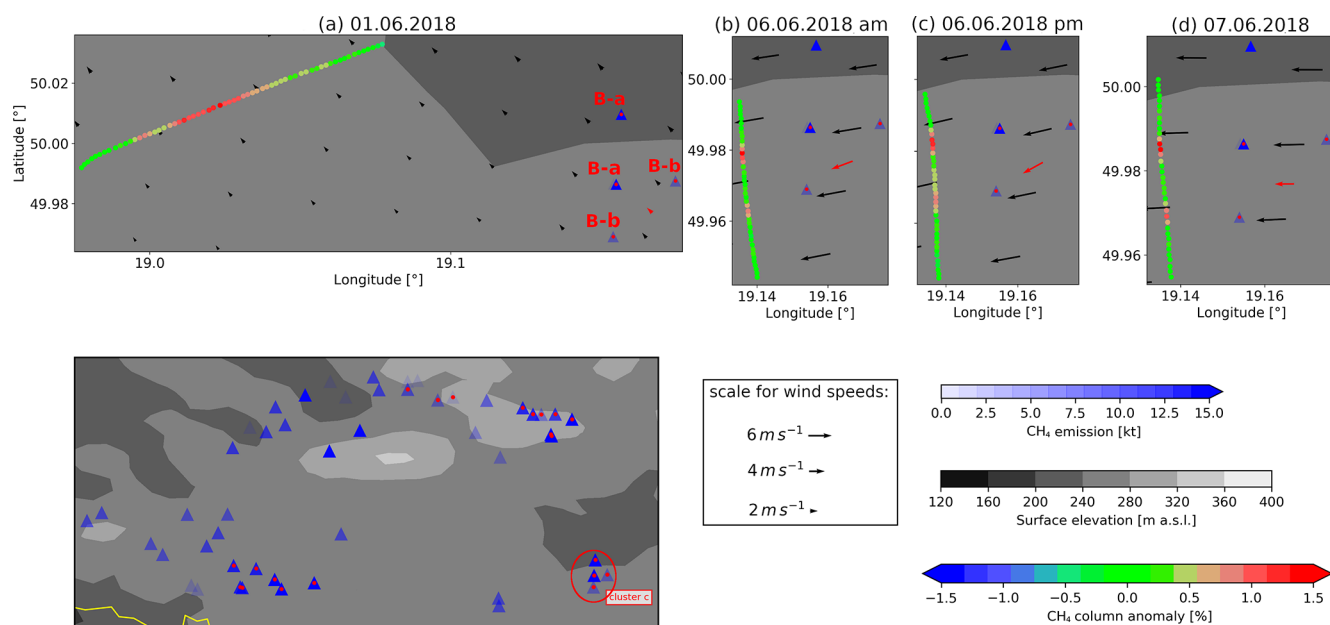 (a) 01.06.2018
(b) 06.06.2018 am
(c) 06.06.2018 pm
(d) 07.06.2018
Latitude [°]
50.02
50.00
49.98
B-a
B-a
B-b
B-b
19.0
19.1
Longitude [°]
50.00
49.98
49.96
19.14
19.16
Longitude [°]
19.14
19.16
Longitude [°]
50.00
49.98
49.96
19.14
19.16
Longitude [°]
cluster c
scale for wind speeds:
6 m s⁻¹
4 m s⁻¹
2 m s⁻¹
0.0 2.5 5.0 7.5 10.0 12.5 15.0
CH₄ emission [kt]
120 160 200 240 280 320 360 400
Surface elevation [m a.s.l.]
−1.5 −1.0 −0.5 0.0 0.5 1.0 1.5
CH₄ column anomaly [%]